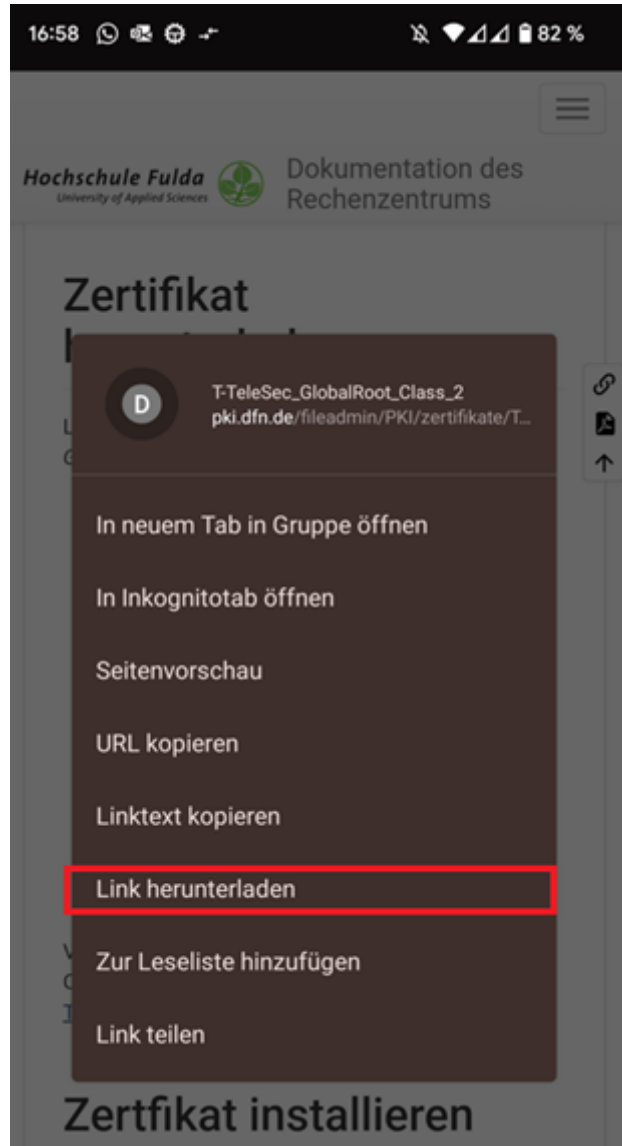 16:58
82 %
Hochschule Fulda
University of Applied Sciences
Dokumentation des
Rechenzentrums
Zertifikat
T-TeleSec_GlobalRoot_Class_2
pki.dfn.de/fileadmin/PKI/zertifikate/T...
D
In neuem Tab in Gruppe öffnen
In Inkognitotab öffnen
Seitenvorschau
URL kopieren
Linktext kopieren
Link herunterladen
Zur Leseliste hinzufügen
Link teilen
Zertfikat installieren